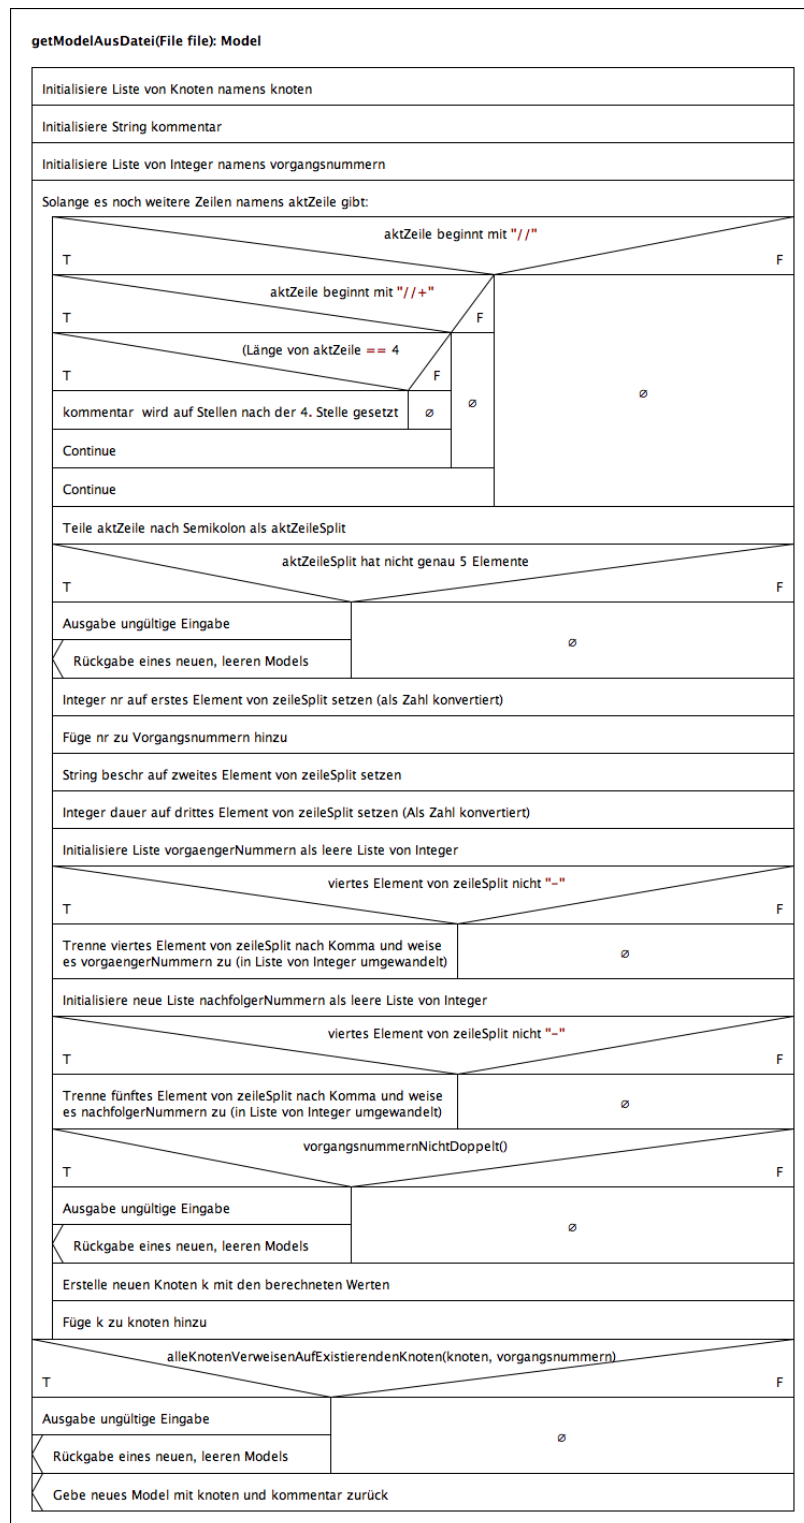 getModelAusDatei(File file): Model
Initialisiere Liste von Knoten namens knoten
Initialisiere String kommentar
Initialisiere Liste von Integer namens vorgangsnummern
Solange es noch weitere Zeilen namens aktZeile gibt:
aktZeile beginnt mit "//"
T
F
aktZeile beginnt mit "//+"
T
F
(Länge von aktZeile == 4
T
F
kommentar  wird auf Stellen nach der 4. Stelle gesetzt
∅
∅
∅
Continue
Continue
Teile aktZeile nach Semikolon als aktZeileSplit
aktZeileSplit hat nicht genau 5 Elemente
T
F
Ausgabe ungültige Eingabe
∅
Rückgabe eines neuen, leeren Models
Integer nr auf erstes Element von zeileSplit setzen (als Zahl konvertiert)
Füge nr zu Vorgangsnummern hinzu
String beschr auf zweites Element von zeileSplit setzen
Integer dauer auf drittes Element von zeileSplit setzen (Als Zahl konvertiert)
Initialisiere Liste vorgaengerNummern als leere Liste von Integer
viertes Element von zeileSplit nicht "-"
T
F
Trenne viertes Element von zeileSplit nach Komma und weise
es vorgaengerNummern zu (in Liste von Integer umgewandelt)
∅
Initialisiere neue Liste nachfolgerNummern als leere Liste von Integer
viertes Element von zeileSplit nicht "-"
T
F
Trenne fünftes Element von zeileSplit nach Komma und weise
es nachfolgerNummern zu (in Liste von Integer umgewandelt)
∅
vorgangsnummernNichtDoppelt()
T
F
Ausgabe ungültige Eingabe
∅
Rückgabe eines neuen, leeren Models
Erstelle neuen Knoten k mit den berechneten Werten
Füge k zu knoten hinzu
alleKnotenVerweisenAufExistierendenKnoten(knoten, vorgangsnummern)
T
F
Ausgabe ungültige Eingabe
∅
Rückgabe eines neuen, leeren Models
Gebe neues Model mit knoten und kommentar zurück